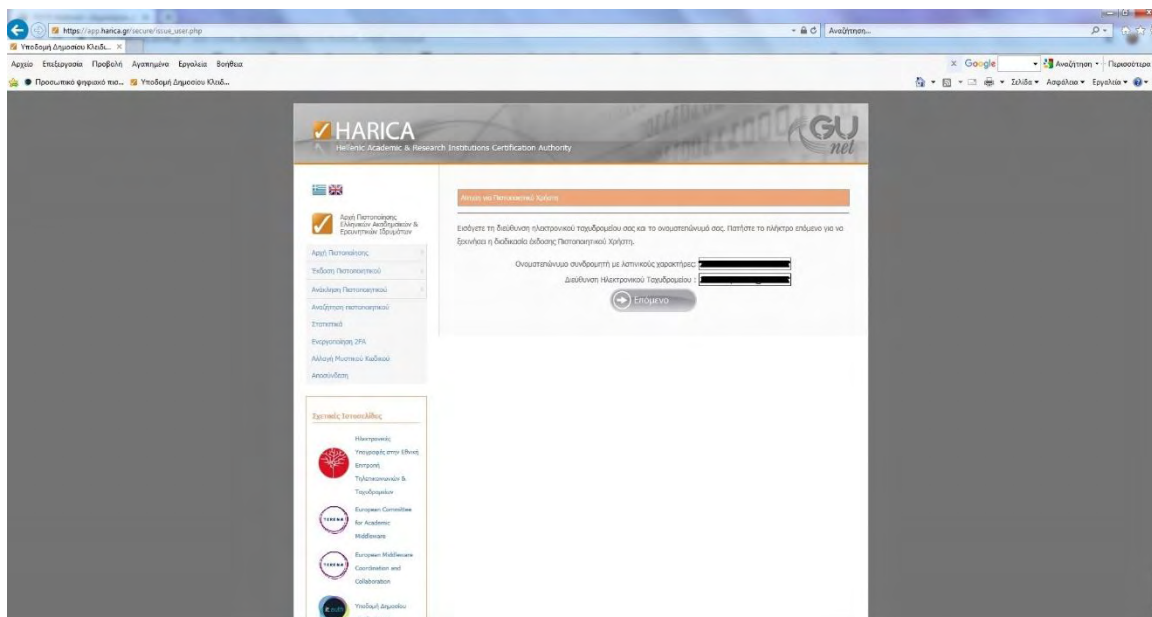 https://app.harica.gr/secure/issue_user.php
Αναζήτηση...
Υποδομή Δημοσίου Κλειδι...
Αρχείο Επεξεργασία Προβολή Αγαπημένα Εργαλεία Βοήθεια
Google
Αναζήτηση
Περισσότερα
Προσωπικό ψηφιακό πισ...
Υποδομή Δημοσίου Κλειδ...
Σελίδα
Ασφάλεια
Εργαλεία
HARICA
Hellenic Academic & Research Institutions Certification Authority
GU
net
Αίτηση για Πιστοποιητικό Χρήστη
Αρχή Πιστοποίησης
Ελληνικών Ακαδημαϊκών &
Ερευνητικών Ιδρυμάτων
Εισάγετε τη διεύθυνση ηλεκτρονικού ταχυδρομείου σας και το ονοματεπώνυμό σας. Πατήστε το πλήκτρο επόμενο για να
ξεκινήσει η διαδικασία έκδοσης Πιστοποιητικού Χρήστη.
Ονοματεπώνυμο συνδρομητή με λατινικούς χαρακτήρες:
Διεύθυνση Ηλεκτρονικού Ταχυδρομείου :
Επόμενο
Αρχή Πιστοποίησης
Έκδοση Πιστοποιητικού
Ανάκληση Πιστοποιητικού
Αναζήτηση πιστοποιητικού
Στατιστικά
Ενεργοποίηση 2FA
Αλλαγή Μυστικού Κωδικού
Αποσύνδεση
Σχετικές Ιστοσελίδες
Ηλεκτρονικές
Υπογραφές στην Εθνική
Επιτροπή
Τηλεπικοινωνιών &
Ταχυδρομείων
TERENA
European Committee
for Academic
Middleware
TERENA
European Middleware
Coordination and
Collaboration
Υποδομή Δημοσίου